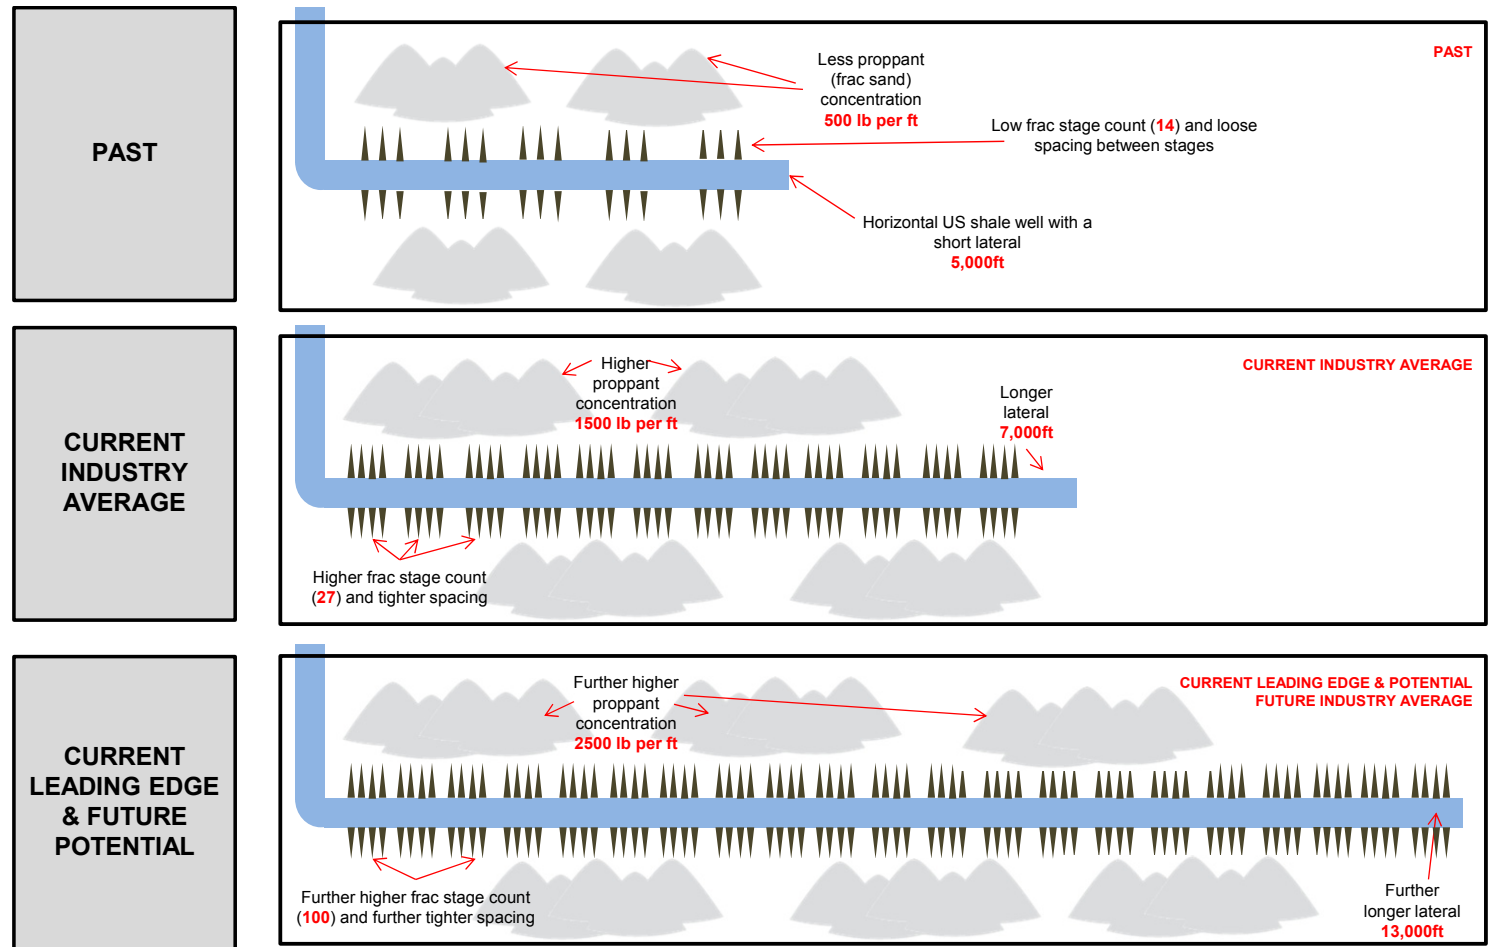 PAST
PAST
Less proppant
(frac sand)
concentration
500 lb per ft
Low frac stage count (14) and loose
spacing between stages
Horizontal US shale well with a
short lateral
5,000ft
CURRENT
INDUSTRY
AVERAGE
CURRENT INDUSTRY AVERAGE
Higher
proppant
concentration
1500 lb per ft
Longer
lateral
7,000ft
Higher frac stage count
(27) and tighter spacing
CURRENT
LEADING EDGE
& FUTURE
POTENTIAL
CURRENT LEADING EDGE & POTENTIAL
FUTURE INDUSTRY AVERAGE
Further higher
proppant
concentration
2500 lb per ft
Further higher frac stage count
(100) and further tighter spacing
Further
longer lateral
13,000ft